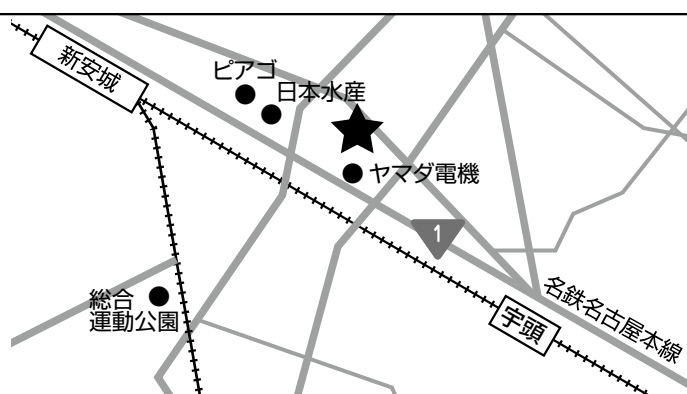 新安城
ピアゴ
日本水産
ヤマダ電機
1
総合
運動公園
宇頭
名鉄名古屋本線